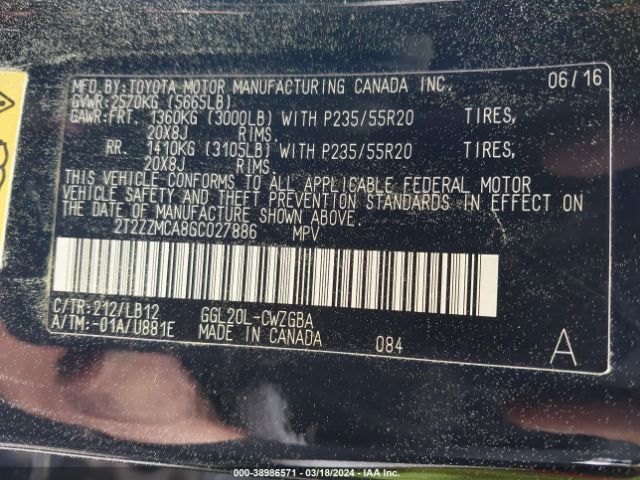 MFD. BY: TOYOTA MOTOR MANUFACTURING CANADA INC. 06/16
GVWR: 2570KG (5665LB)
GAWR: FRT. 1360KG (3000LB) WITH P235/55R20 TIRES,
20X8J RIMS.
RR. 1410KG (3105LB) WITH P235/55R20 TIRES,
20X8J RIMS.
THIS VEHICLE CONFORMS TO ALL APPLICABLE FEDERAL MOTOR
VEHICLE SAFETY AND THEFT PREVENTION STANDARDS IN EFFECT ON
THE DATE OF MANUFACTURE SHOWN ABOVE.
2T2ZZMCA8GC027886 MPV
C/TR: 212/LB12 GGL20L-CWZGBA
A/TM: -01A/U881E MADE IN CANADA 084 A
000-38986571 — 03/18/2024 — IAA Inc.